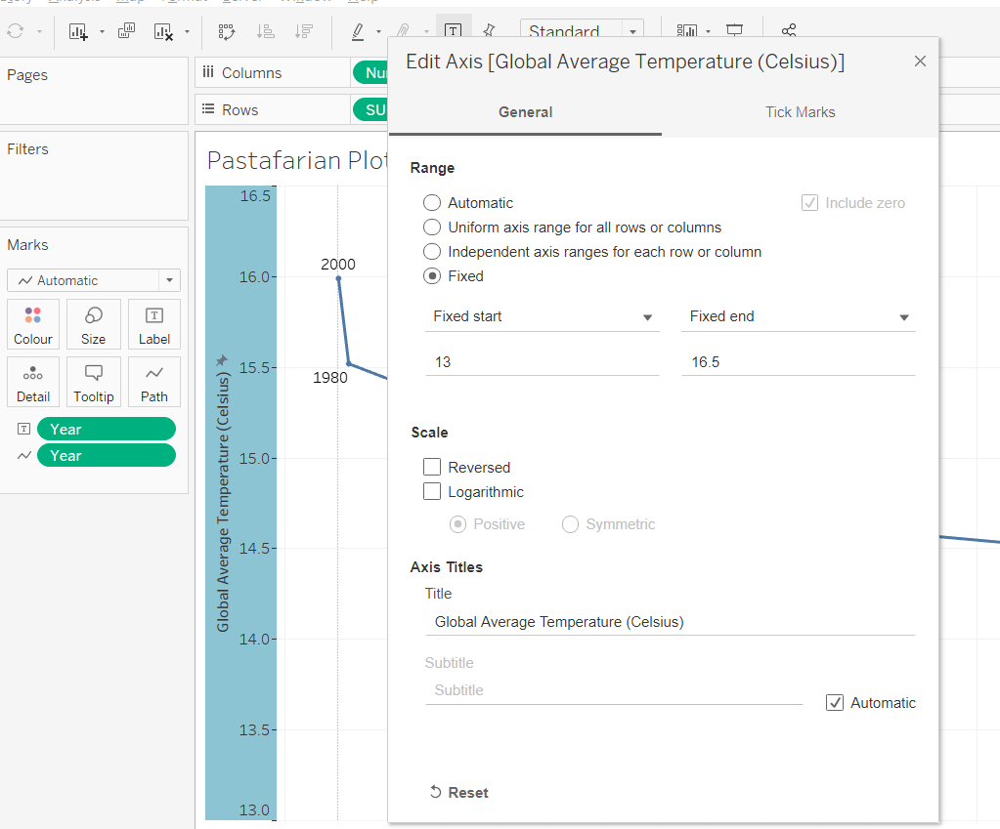 Standard
Pages
Columns
Nu
Rows
SU
Filters
Marks
Automatic
Colour
Size
Label
Detail
Tooltip
Path
Year
Year
Pastafarian Plot
16.5
16.0
15.5
15.0
14.5
14.0
13.5
13.0
Global Average Temperature (Celsius)
2000
1980
Edit Axis [Global Average Temperature (Celsius)]
General
Tick Marks
Range
Automatic
Include zero
Uniform axis range for all rows or columns
Independent axis ranges for each row or column
Fixed
Fixed start
Fixed end
13
16.5
Scale
Reversed
Logarithmic
Positive
Symmetric
Axis Titles
Title
Global Average Temperature (Celsius)
Subtitle
Subtitle
Automatic
Reset